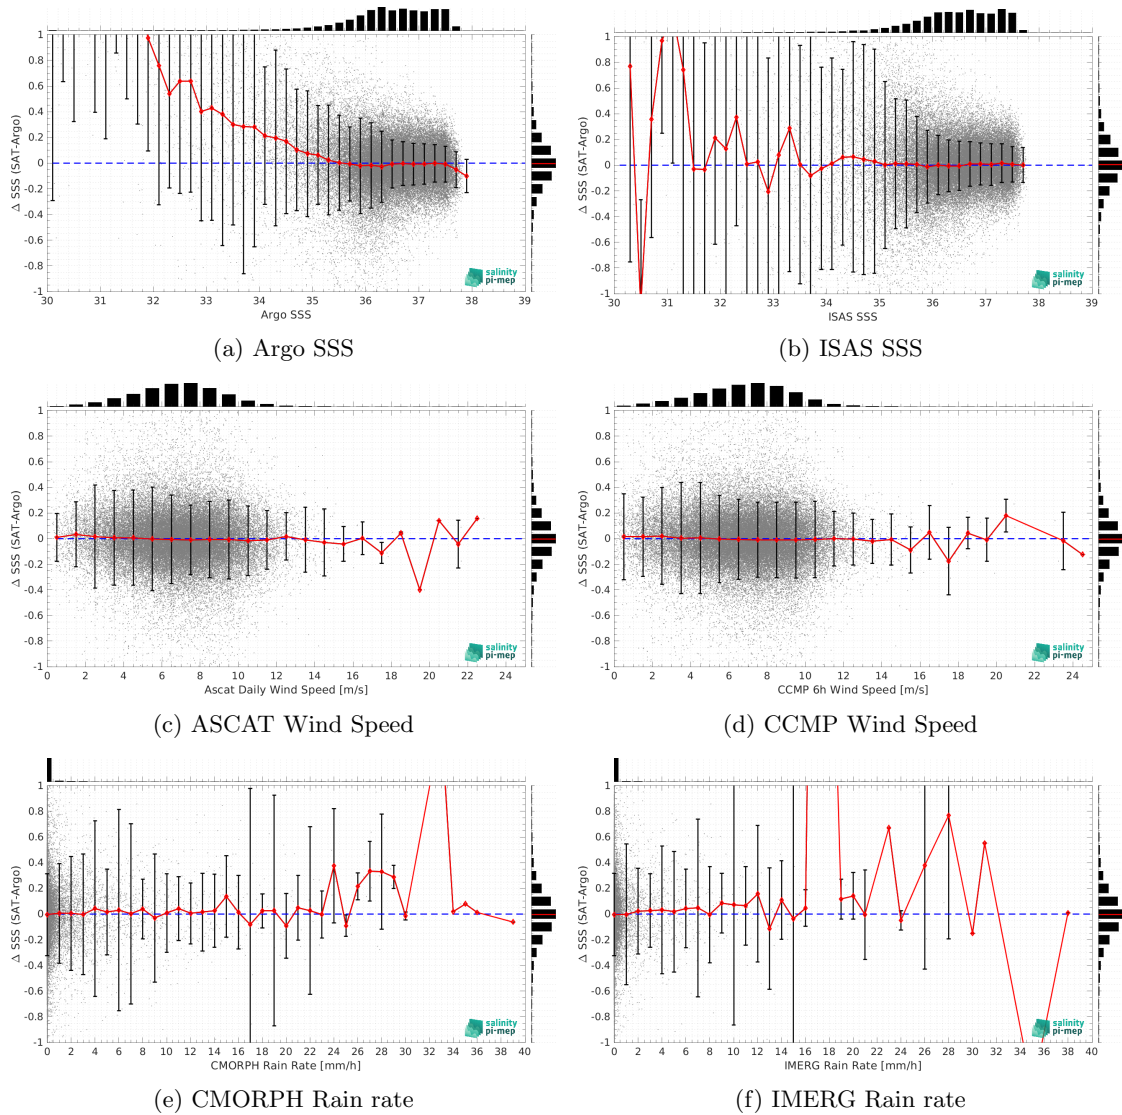 1
0.8
0.6
0.4
0.2
0
-0.2
-0.4
-0.6
-0.8
-1
Δ SSS (SAT-Argo)
30 31 32 33 34 35 36 37 38 39
Argo SSS
salinity
pi-mep
(a) Argo SSS
1
0.8
0.6
0.4
0.2
0
-0.2
-0.4
-0.6
-0.8
-1
Δ SSS (SAT-Argo)
30 31 32 33 34 35 36 37 38 39
ISAS SSS
salinity
pi-mep
(b) ISAS SSS
1
0.8
0.6
0.4
0.2
0
-0.2
-0.4
-0.6
-0.8
-1
Δ SSS (SAT-Argo)
0 2 4 6 8 10 12 14 16 18 20 22 24
Ascat Daily Wind Speed [m/s]
salinity
pi-mep
(c) ASCAT Wind Speed
1
0.8
0.6
0.4
0.2
0
-0.2
-0.4
-0.6
-0.8
-1
Δ SSS (SAT-Argo)
0 2 4 6 8 10 12 14 16 18 20 22 24
CCMP 6h Wind Speed [m/s]
salinity
pi-mep
(d) CCMP Wind Speed
1
0.8
0.6
0.4
0.2
0
-0.2
-0.4
-0.6
-0.8
-1
Δ SSS (SAT-Argo)
0 2 4 6 8 10 12 14 16 18 20 22 24 26 28 30 32 34 36 38 40
CMORPH Rain Rate [mm/h]
salinity
pi-mep
(e) CMORPH Rain rate
1
0.8
0.6
0.4
0.2
0
-0.2
-0.4
-0.6
-0.8
-1
Δ SSS (SAT-Argo)
0 2 4 6 8 10 12 14 16 18 20 22 24 26 28 30 32 34 36 38 40
IMERG Rain Rate [mm/h]
salinity
pi-mep
(f) IMERG Rain rate